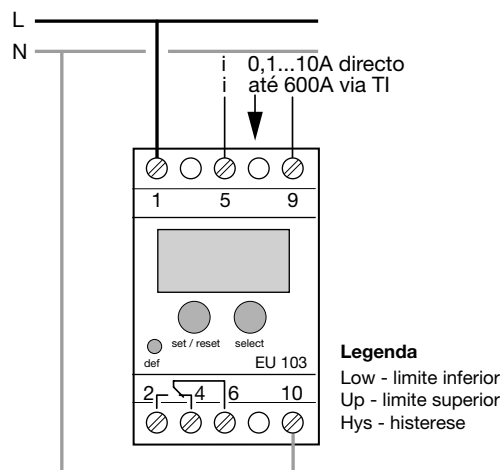 L
N
i 0,1...10A directo
i até 600A via TI
1 5 9
set / reset select
def
EU 103
2 4 6 10
Legenda
Low - limite inferior
Up - limite superior
Hys - histerese